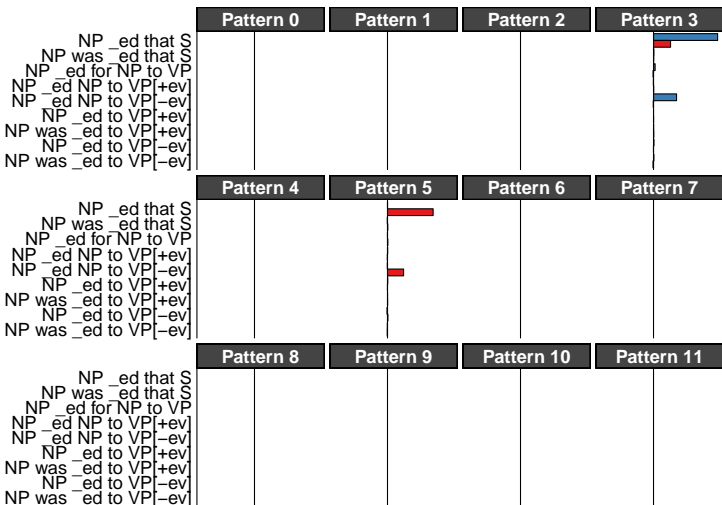 Pattern 0 Pattern 1 Pattern 2 Pattern 3
NP _ed that S
NP was _ed that S
NP _ed for NP to VP
NP _ed NP to VP[+ev]
NP _ed NP to VP[−ev]
NP _ed to VP[+ev]
NP was _ed to VP[+ev]
NP _ed to VP[−ev]
NP was _ed to VP[−ev]
Pattern 4 Pattern 5 Pattern 6 Pattern 7
NP _ed that S
NP was _ed that S
NP _ed for NP to VP
NP _ed NP to VP[+ev]
NP _ed NP to VP[−ev]
NP _ed to VP[+ev]
NP was _ed to VP[+ev]
NP _ed to VP[−ev]
NP was _ed to VP[−ev]
Pattern 8 Pattern 9 Pattern 10 Pattern 11
NP _ed that S
NP was _ed that S
NP _ed for NP to VP
NP _ed NP to VP[+ev]
NP _ed NP to VP[−ev]
NP _ed to VP[+ev]
NP was _ed to VP[+ev]
NP _ed to VP[−ev]
NP was _ed to VP[−ev]